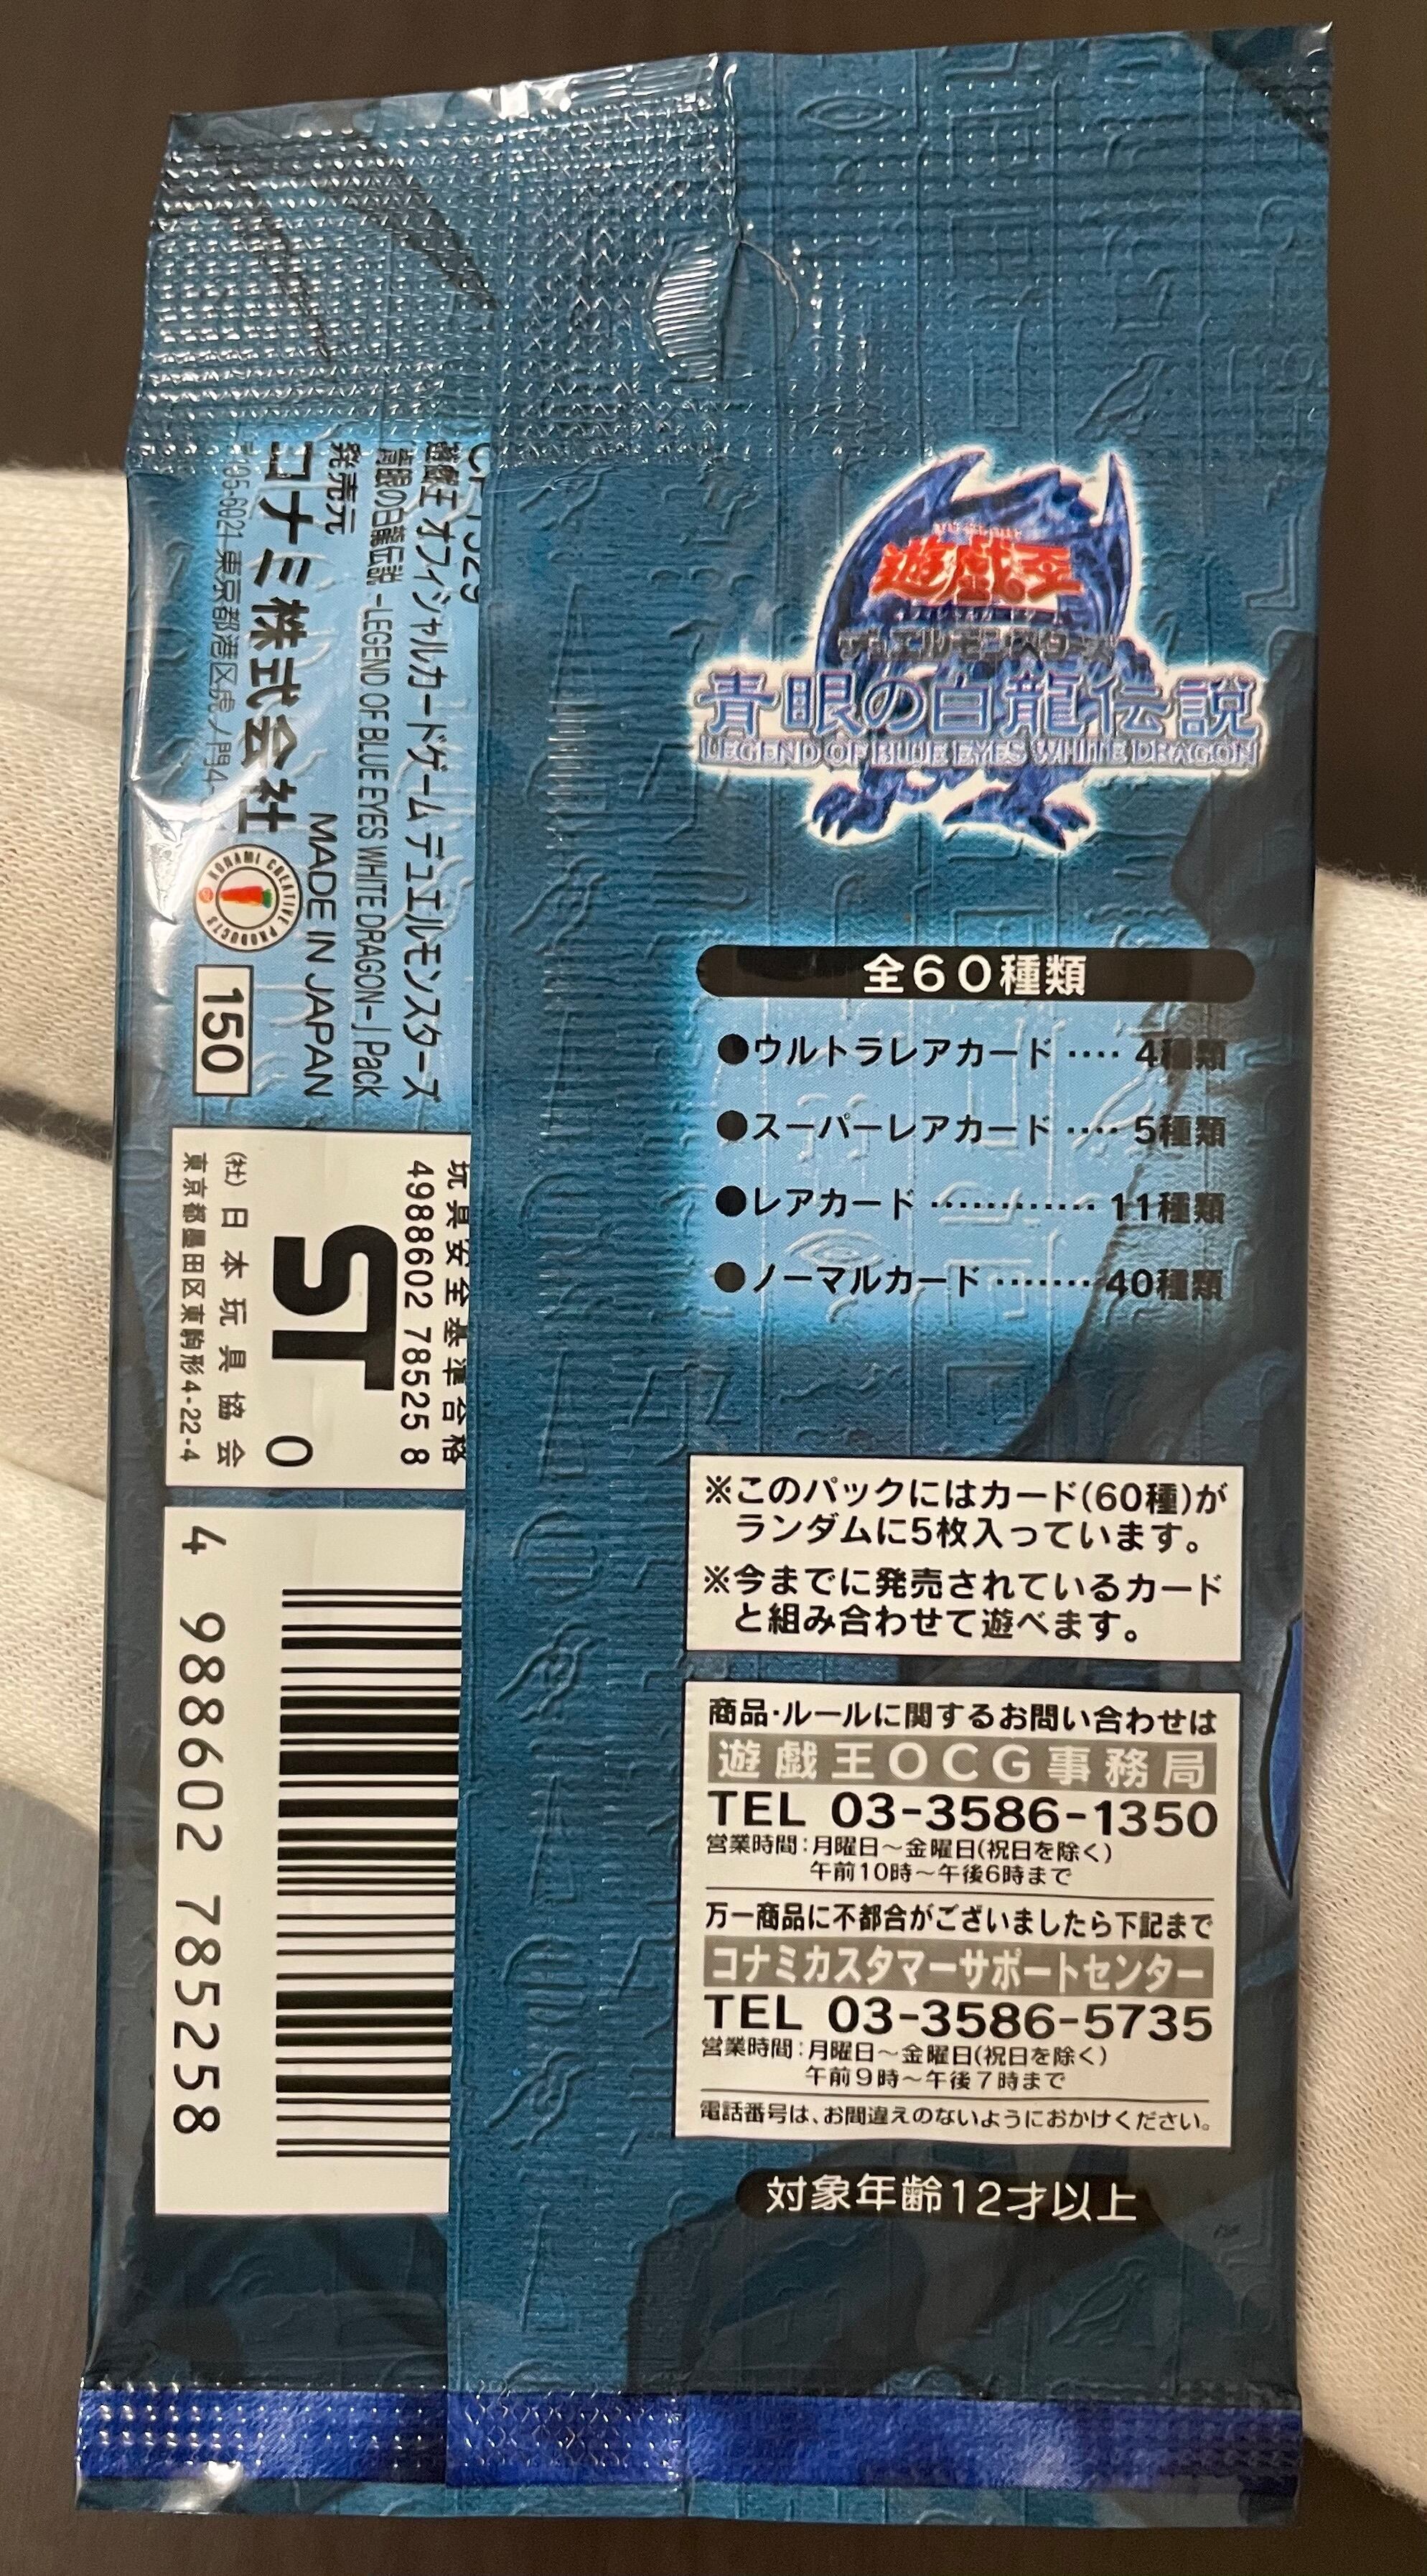 遊戯王
デュエルモンスターズ
青眼の白龍伝説
LEGEND OF BLUE EYES WHITE DRAGON
全60種類
●ウルトラレアカード ‥‥ 4種類
●スーパーレアカード ‥‥ 5種類
●レアカード ‥‥‥‥‥‥ 11種類
●ノーマルカード ‥‥‥‥ 40種類
※このパックにはカード(60種)が
ランダムに5枚入っています。
※今までに発売されているカード
と組み合わせて遊べます。
商品・ルールに関するお問い合わせは
遊戯王OCG事務局
TEL 03-3586-1350
営業時間:月曜日〜金曜日(祝日を除く)
午前10時〜午後6時まで
万一商品に不都合がございましたら下記まで
コナミカスタマーサポートセンター
TEL 03-3586-5735
営業時間:月曜日〜金曜日(祝日を除く)
午前9時〜午後7時まで
電話番号は、お間違えのないようにおかけください。
対象年齢12才以上
遊戯王 オフィシャルカードゲーム デュエルモンスターズ
青眼の白龍伝説 -LEGEND OF BLUE EYES WHITE DRAGON- J Pack
発売元
MADE IN JAPAN
コナミ株式会社
東京都港区虎ノ門4
KONAMI CREATIVE PRODUCTS
150
玩具安全基準合格
4988602 78525 8
ST
0
(社)日本玩具協会
東京都墨田区東駒形4-22-4
4 988602 785258